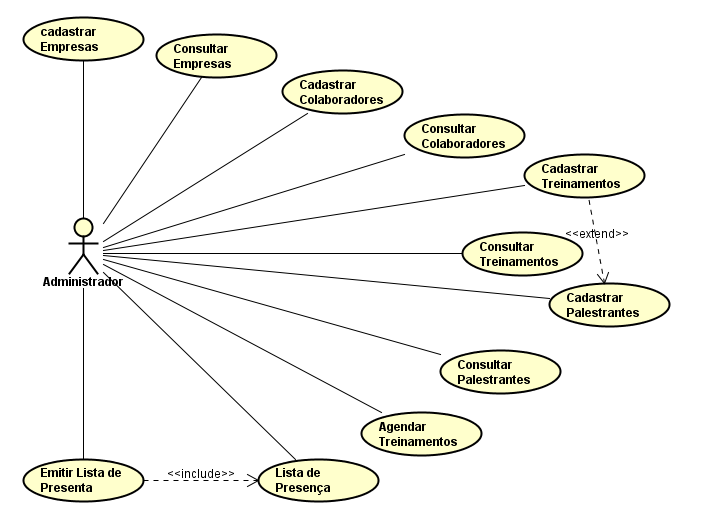 cadastrar
Empresas
Consultar
Empresas
Cadastrar
Colaboradores
Consultar
Colaboradores
Cadastrar
Treinamentos
<<extend>>
Consultar
Treinamentos
Administrador
Cadastrar
Palestrantes
Consultar
Palestrantes
Agendar
Treinamentos
Emitir Lista de
Presenta
<<include>>
Lista de
Presença